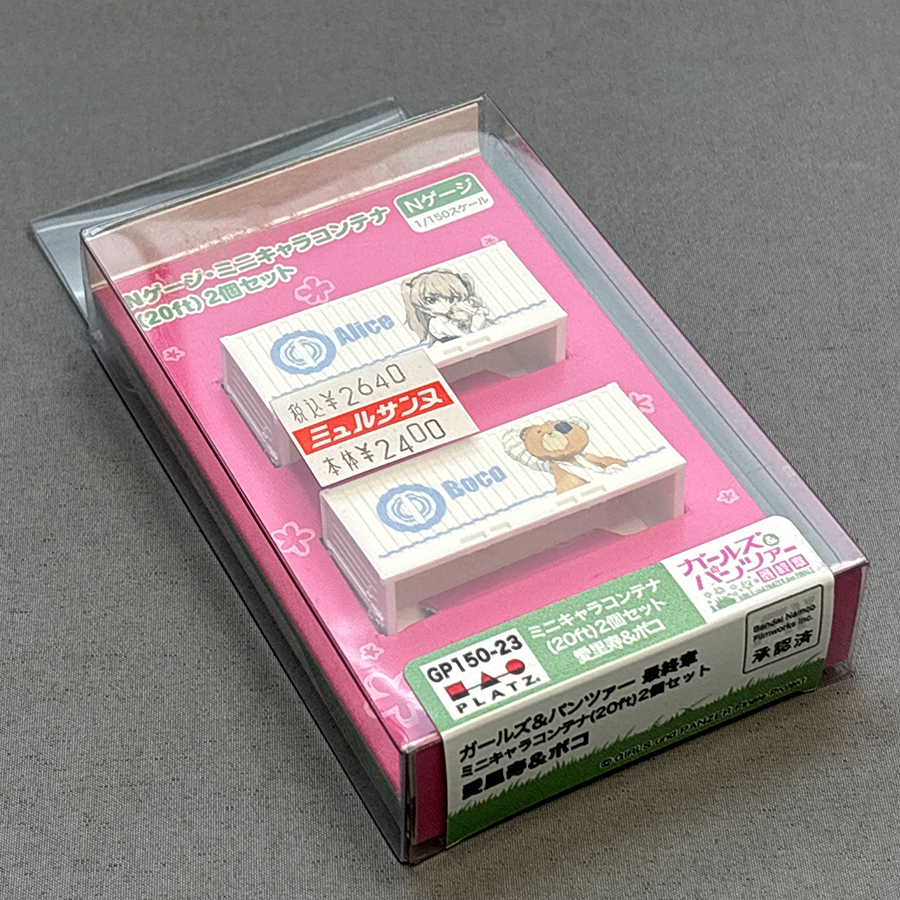 Nゲージ
1/150スケール
Nゲージ・ミニキャラコンテナ
(20ft) 2個セット
Alice
税込¥2640
ミュルサンヌ
本体¥2400
Boco
ガールズ&
パンツァー
最終章
GP150-23
PLATZ
ミニキャラコンテナ
(20ft)2個セット
愛里寿&ボコ
Bandai Namco
Filmworks Inc.
承認済
ガールズ&パンツァー 最終章
ミニキャラコンテナ(20ft)2個セット
愛里寿&ボコ
© GIRLS und PANZER Finale Projekt